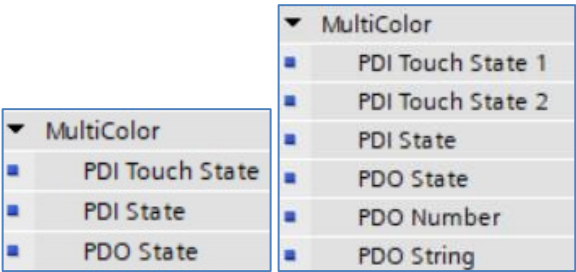 MultiColor
PDI Touch State
PDI State
PDO State
MultiColor
PDI Touch State 1
PDI Touch State 2
PDI State
PDO State
PDO Number
PDO String